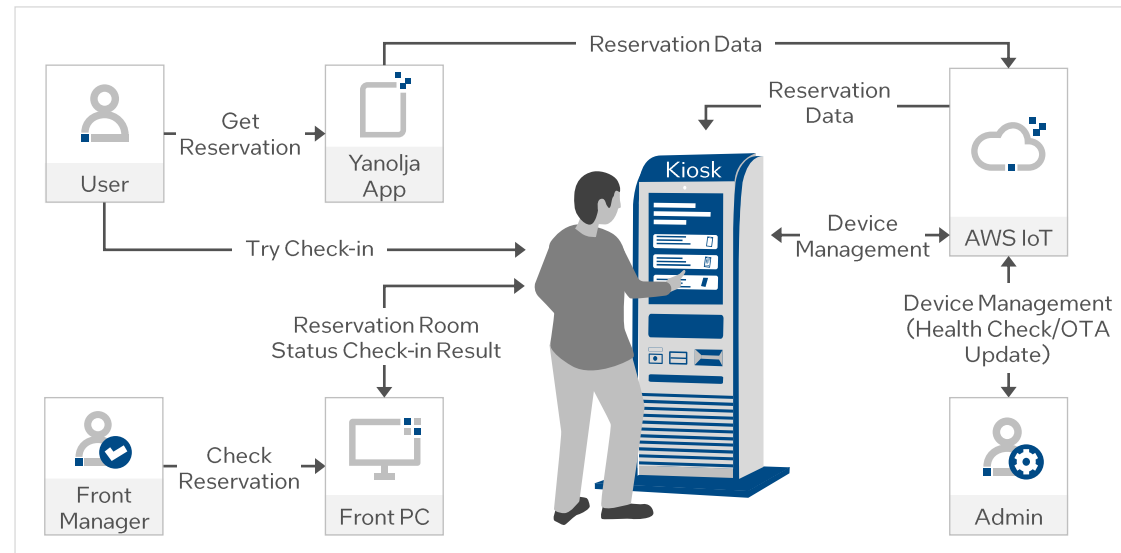 Reservation Data
Reservation
Data
Get
Reservation
User
Yanolja
App
Kiosk
Try Check-in
Device
Management
AWS IoT
Reservation Room
Status Check-in Result
Device Management
(Health Check/OTA
Update)
Check
Reservation
Front
Manager
Front PC
Admin